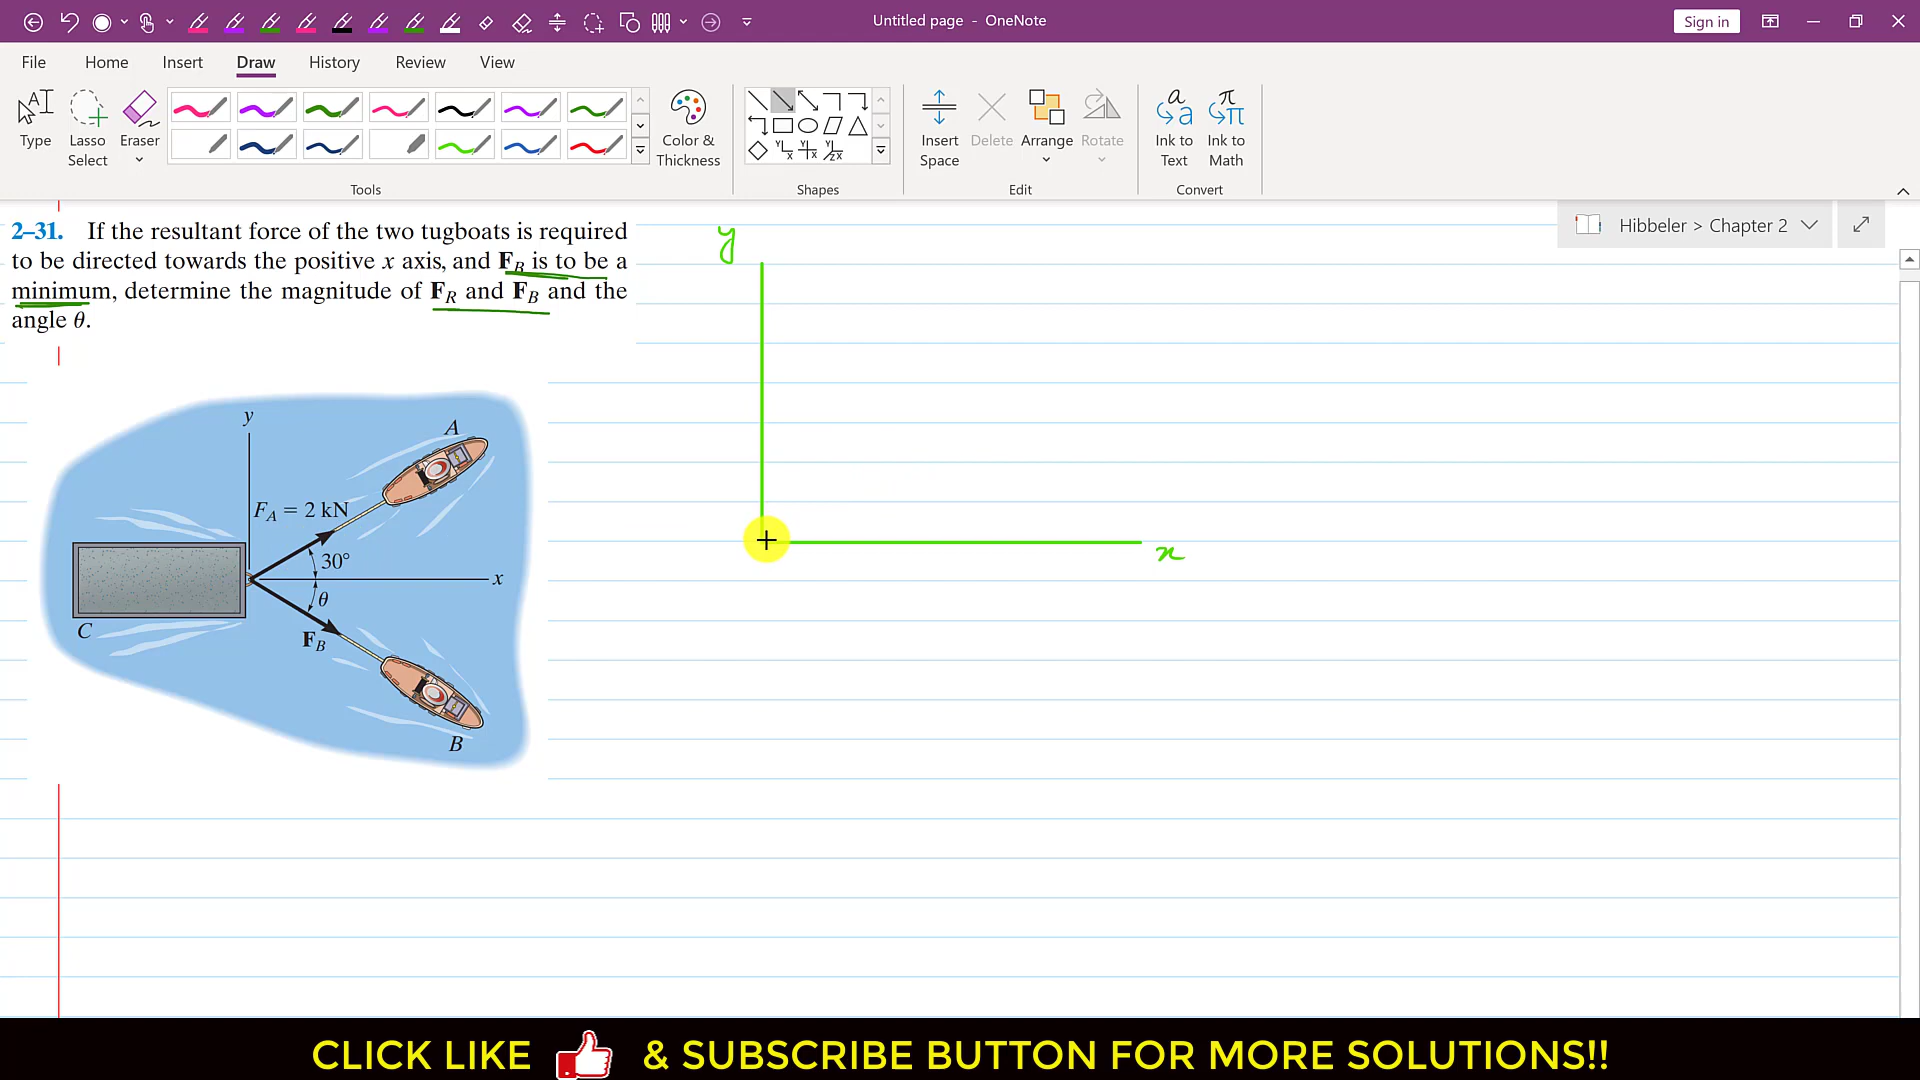 Untitled page - OneNote
Sign in
File
Home
Insert
Draw
History
Review
View
Type
Lasso Select
Eraser
Color & Thickness
Insert Space
Delete
Arrange
Rotate
Ink to Text
Ink to Math
Tools
Shapes
Edit
Convert
Hibbeler > Chapter 2
2–31. If the resultant force of the two tugboats is required
to be directed towards the positive x axis, and F_B is to be a
minimum, determine the magnitude of F_R and F_B and the
angle θ.
y
x
y
A
F_A = 2 kN
30°
x
θ
F_B
C
B
CLICK LIKE & SUBSCRIBE BUTTON FOR MORE SOLUTIONS!!